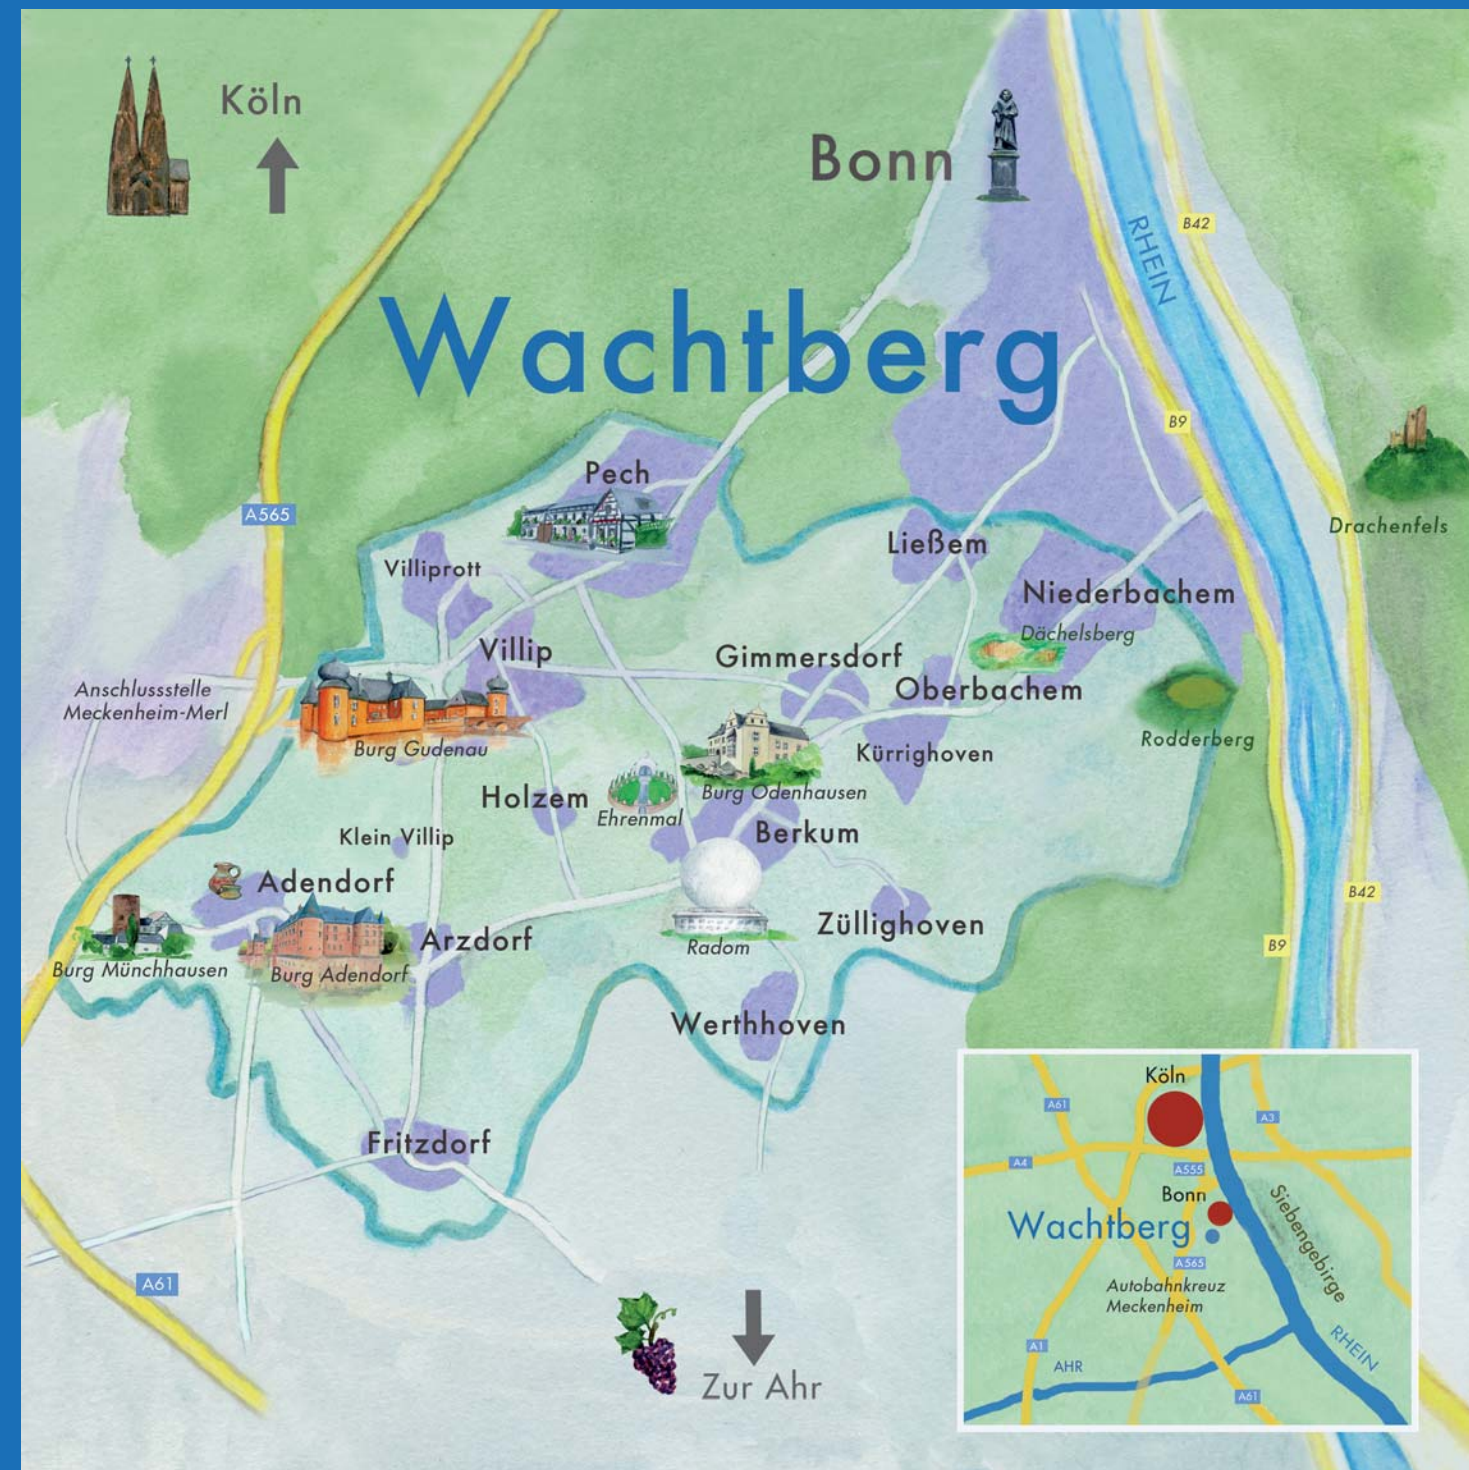 Köln
Bonn
B42
RHEIN
Wachtberg
B9
A565
Pech
Drachenfels
Ließem
Villiprott
Niederbachem
Dächelsberg
Villip
Gimmersdorf
Oberbachem
Anschlussstelle
Meckenheim-Merl
Burg Gudenau
Rodderberg
Kürrighoven
Holzem
Burg Odenhausen
Ehrenmal
Klein Villip
Berkum
Adendorf
B42
Züllighoven
Arzdorf
Radom
B9
Burg Münchhausen
Burg Adendorf
Werthhoven
Fritzdorf
A61
Zur Ahr
Köln
A61
A3
A4
A555
Bonn
Siebengebirge
Wachtberg
A565
Autobahnkreuz
Meckenheim
A1
RHEIN
AHR
A61